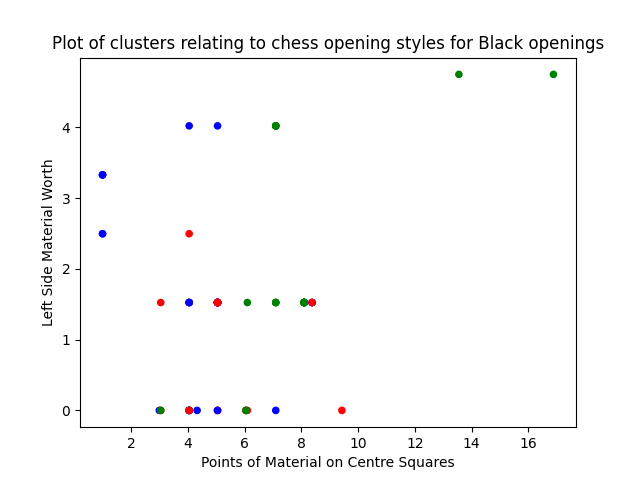 Plot of clusters relating to chess opening styles for Black openings
4
3
2
1
0
Left Side Material Worth
2 4 6 8 10 12 14 16
Points of Material on Centre Squares